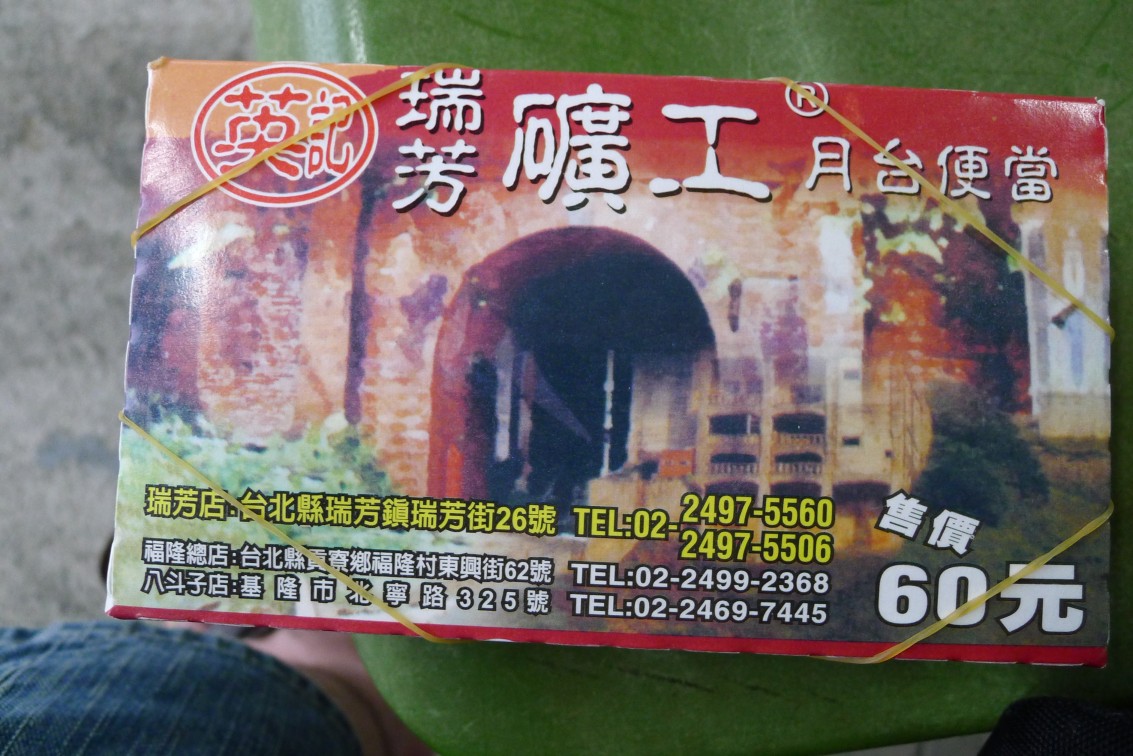 英記
瑞芳
礦工®
月台便當
瑞芳店:台北縣瑞芳鎮瑞芳街26號 TEL:02-2497-5560
2497-5506
福隆總店:台北縣貢寮鄉福隆村東興街62號 TEL:02-2499-2368
八斗子店:基隆市北寧路325號 TEL:02-2469-7445
售價
60元